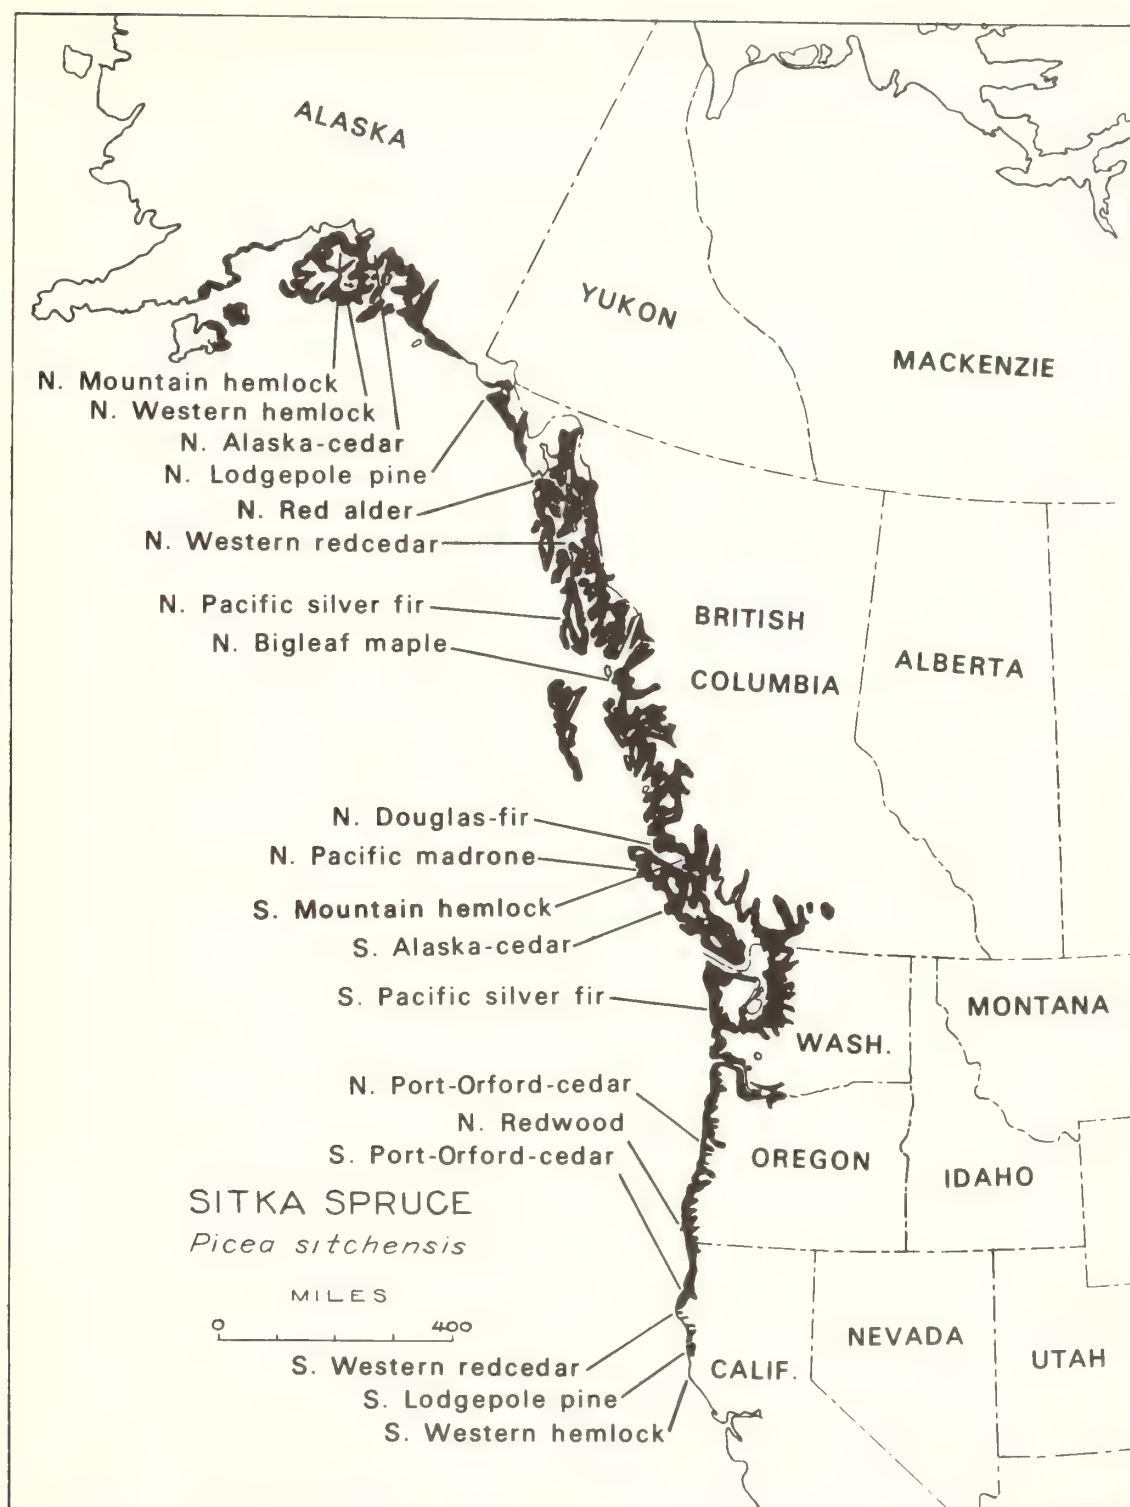 ALASKA
YUKON
MACKENZIE
N. Mountain hemlock
N. Western hemlock
N. Alaska-cedar
N. Lodgepole pine
N. Red alder
N. Western redcedar
N. Pacific silver fir
N. Bigleaf maple
BRITISH
COLUMBIA
ALBERTA
N. Douglas-fir
N. Pacific madrone
S. Mountain hemlock
S. Alaska-cedar
S. Pacific silver fir
MONTANA
WASH.
N. Port-Orford-cedar
N. Redwood
S. Port-Orford-cedar
OREGON
IDAHO
SITKA SPRUCE
Picea sitchensis
MILES
0 400
NEVADA
UTAH
CALIF.
S. Western redcedar
S. Lodgepole pine
S. Western hemlock